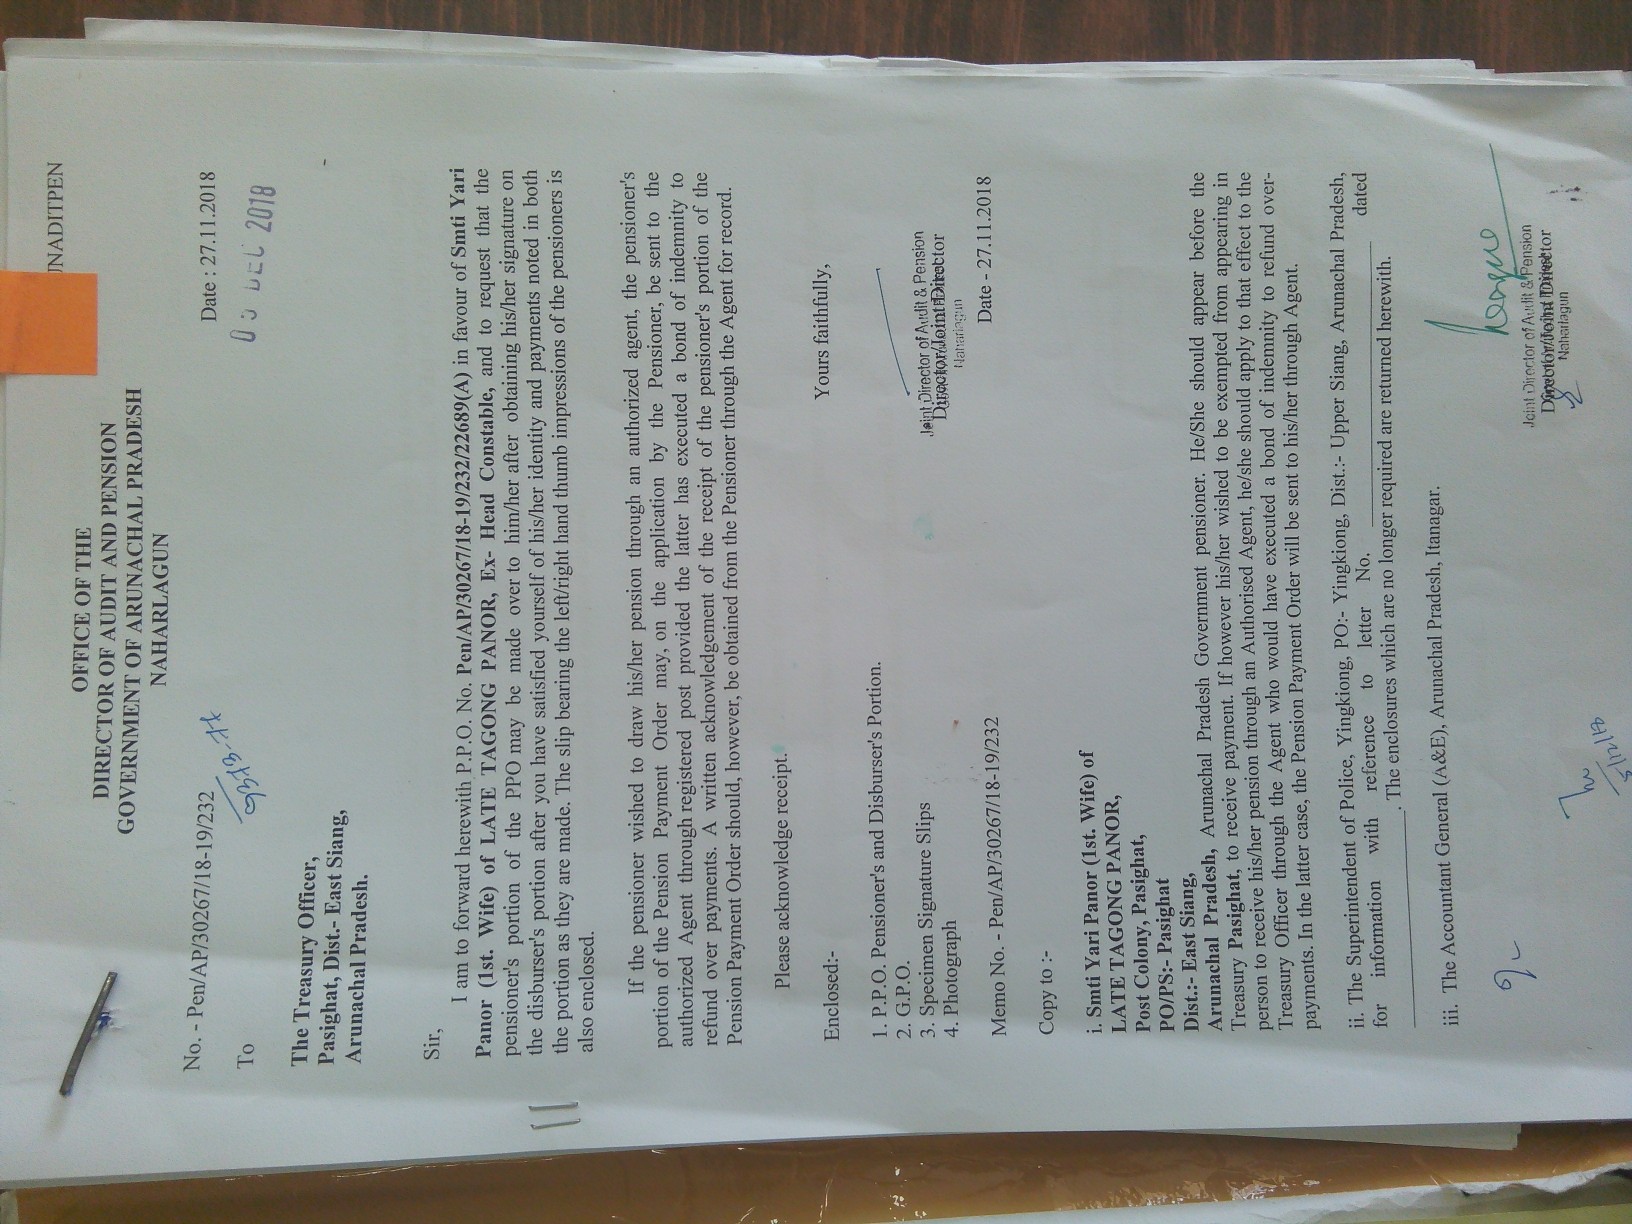 UNADITPEN
OFFICE OF THE
DIRECTOR OF AUDIT AND PENSION
GOVERNMENT OF ARUNACHAL PRADESH
NAHARLAGUN
No. - Pen/AP/30267/18-19/232
Date : 27.11.2018
DEC 2018
To
The Treasury Officer,
Pasighat, Dist.- East Siang,
Arunachal Pradesh.
Sir,
I am to forward herewith P.P.O. No. Pen/AP/30267/18-19/232/22689(A) in favour of Smti Yari
Panor (1st. Wife) of LATE TAGONG PANOR, Ex- Head Constable, and to request that the
pensioner's portion of the PPO may be made over to him/her after obtaining his/her signature on
the disburser's portion after you have satisfied yourself of his/her identity and payments noted in both
the portion as they are made. The slip bearing the left/right hand thumb impressions of the pensioners is
also enclosed.
If the pensioner wished to draw his/her pension through an authorized agent, the pensioner's
portion of the Pension Payment Order may, on the application by the Pensioner, be sent to the
authorized Agent through registered post provided the latter has executed a bond of indemnity to
refund over payments. A written acknowledgement of the receipt of the pensioner's portion of the
Pension Payment Order should, however, be obtained from the Pensioner through the Agent for record.
Please acknowledge receipt.
Yours faithfully,
Enclosed:-
1. P.P.O. Pensioner's and Disburser's Portion.
2. G.P.O.
3. Specimen Signature Slips
4. Photograph
Joint Director of Audit & Pension
Director/Joint Director
Naharlagun
Memo No. - Pen/AP/30267/18-19/232
Date - 27.11.2018
Copy to :-
i. Smti Yari Panor (1st. Wife) of
LATE TAGONG PANOR,
Post Colony, Pasighat,
PO/PS:- Pasighat
Dist.:- East Siang,
Arunachal Pradesh, Arunachal Pradesh Government pensioner. He/She should appear before the
Treasury Pasighat, to receive payment. If however his/her wished to be exempted from appearing in
person to receive his/her pension through an Authorised Agent, he/she should apply to that effect to the
Treasury Officer through the Agent who would have executed a bond of indemnity to refund over-
payments. In the latter case, the Pension Payment Order will be sent to his/her through Agent.
ii. The Superintendent of Police, Yingkiong, PO:- Yingkiong, Dist.:- Upper Siang, Arunachal Pradesh,
for information with reference to letter No. ____________ dated
____________. The enclosures which are no longer required are returned herewith.
iii. The Accountant General (A&E), Arunachal Pradesh, Itanagar.
Joint Director of Audit & Pension
Director/Joint Director
Naharlagun